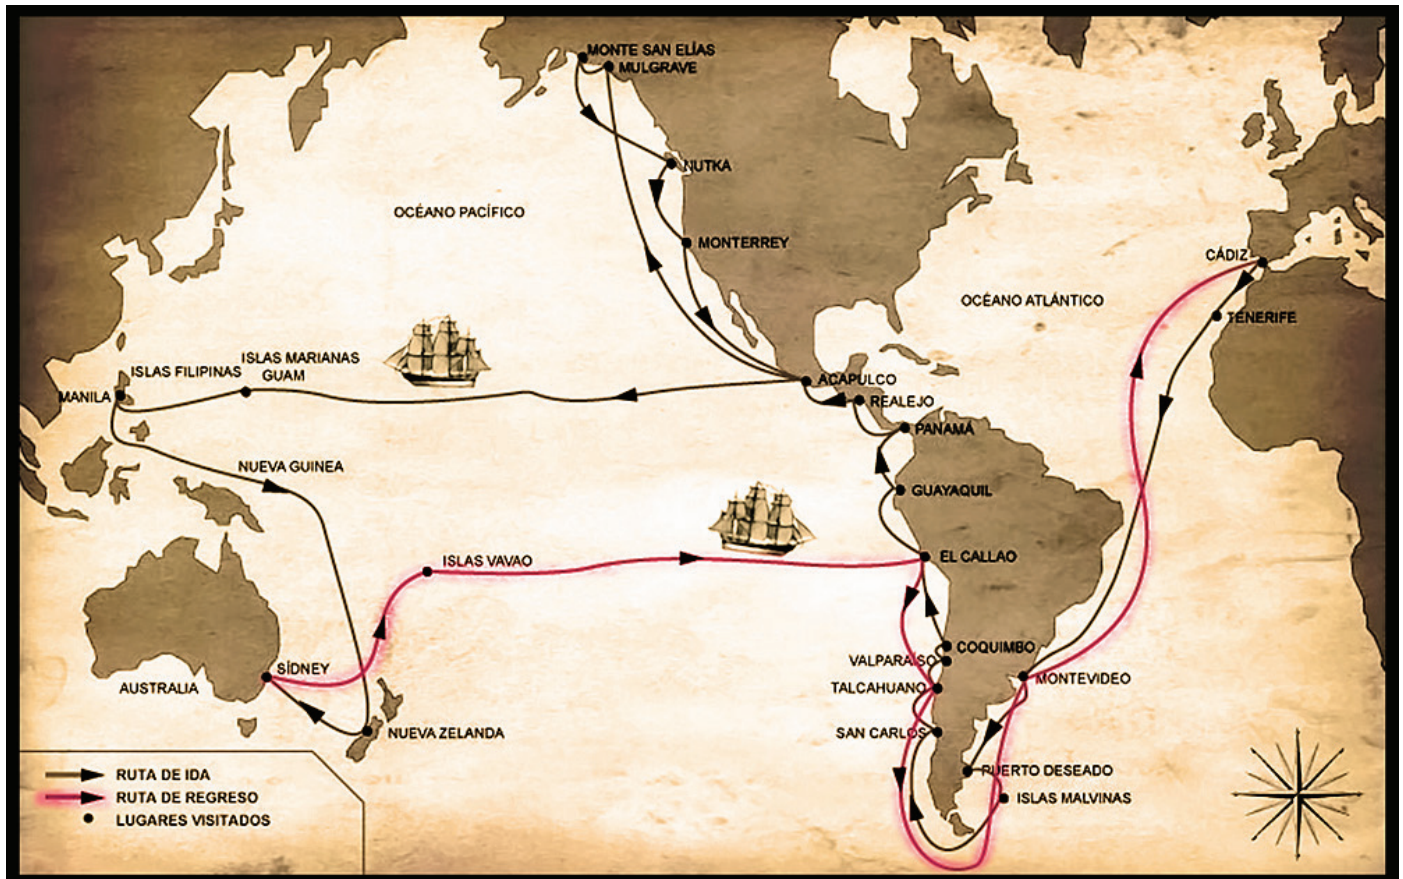 MONTE SAN ELÍAS
MULGRAVE
NUTKA
OCÉANO PACÍFICO
MONTERREY
CÁDIZ
OCÉANO ATLÁNTICO
TENERIFE
ISLAS MARIANAS
GUAM
ISLAS FILIPINAS
MANILA
ACAPULCO
REALEJO
PANAMÁ
NUEVA GUINEA
GUAYAQUIL
EL CALLAO
ISLAS VAVAO
COQUIMBO
VALPARAÍSO
SÍDNEY
AUSTRALIA
TALCAHUANO
MONTEVIDEO
NUEVA ZELANDA
SAN CARLOS
PUERTO DESEADO
ISLAS MALVINAS
RUTA DE IDA
RUTA DE REGRESO
LUGARES VISITADOS